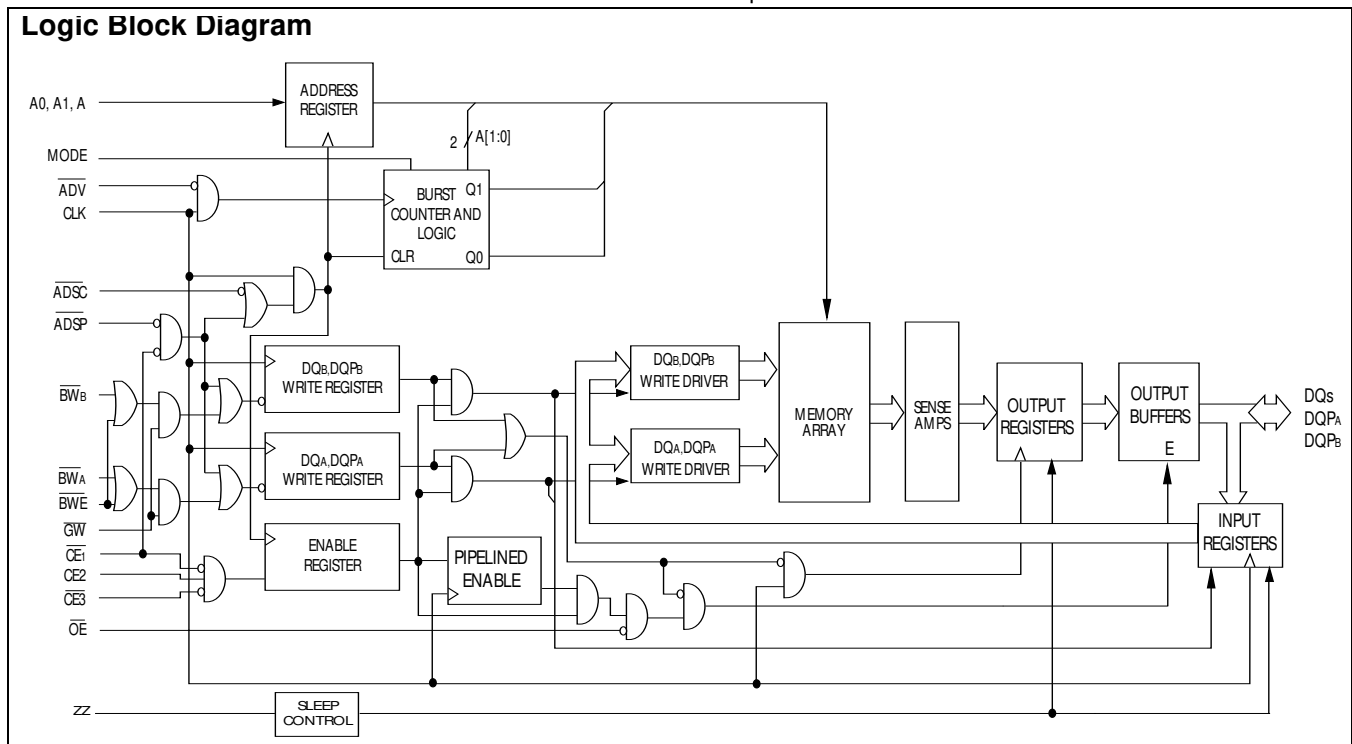 Logic Block Diagram
A0, A1, A
ADDRESS
REGISTER
2
A[1:0]
MODE
ADV
CLK
BURST
COUNTER AND
LOGIC
Q1
CLR
Q0
ADSC
ADSP
BWB
BWA
BWE
GW
CE1
CE2
CE3
OE
ZZ
DQB,DQPB
WRITE REGISTER
DQA,DQPA
WRITE REGISTER
ENABLE
REGISTER
PIPELINED
ENABLE
SLEEP
CONTROL
DQB,DQPB
WRITE DRIVER
DQA,DQPA
WRITE DRIVER
MEMORY
ARRAY
SENSE
AMPS
OUTPUT
REGISTERS
OUTPUT
BUFFERS
E
DQs
DQPA
DQPB
INPUT
REGISTERS